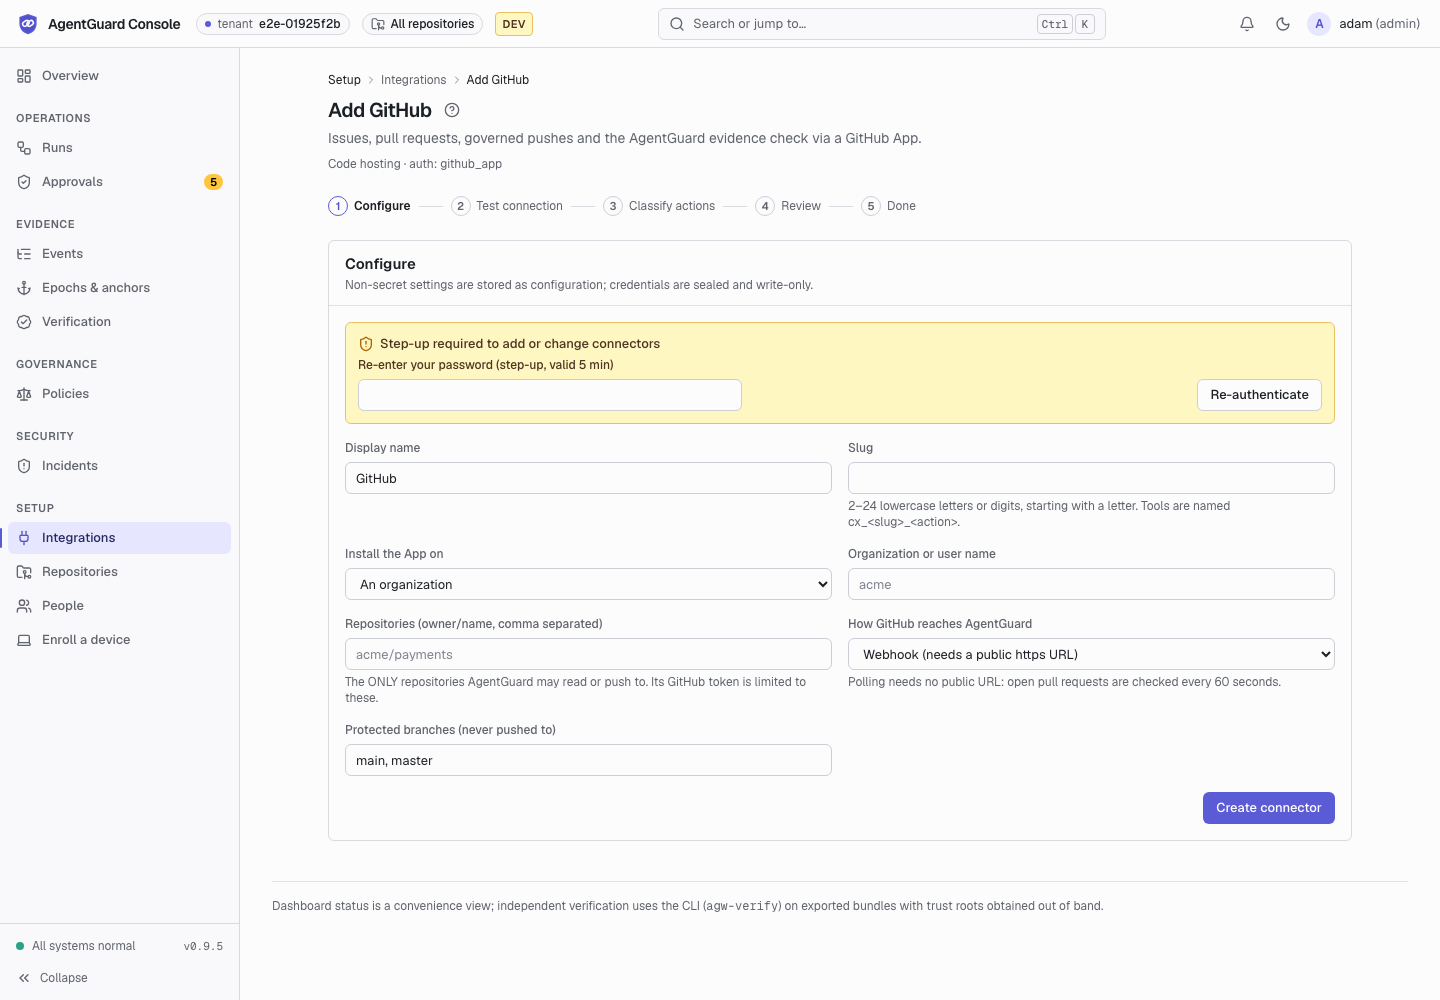 AgentGuard Console
tenant e2e-01925f2b
All repositories
DEV
Search or jump to…
Ctrl K
A
adam (admin)
Overview
OPERATIONS
Runs
Approvals
5
EVIDENCE
Events
Epochs & anchors
Verification
GOVERNANCE
Policies
SECURITY
Incidents
SETUP
Integrations
Repositories
People
Enroll a device
All systems normal
v0.9.5
Collapse
Setup
Integrations
Add GitHub
Add GitHub
Issues, pull requests, governed pushes and the AgentGuard evidence check via a GitHub App.
Code hosting · auth: github_app
1 Configure
2 Test connection
3 Classify actions
4 Review
5 Done
Configure
Non-secret settings are stored as configuration; credentials are sealed and write-only.
Step-up required to add or change connectors
Re-enter your password (step-up, valid 5 min)
Re-authenticate
Display name
GitHub
Slug
2–24 lowercase letters or digits, starting with a letter. Tools are named
cx_<slug>_<action>.
Install the App on
An organization
Organization or user name
acme
Repositories (owner/name, comma separated)
acme/payments
The ONLY repositories AgentGuard may read or push to. Its GitHub token is limited to
these.
How GitHub reaches AgentGuard
Webhook (needs a public https URL)
Polling needs no public URL: open pull requests are checked every 60 seconds.
Protected branches (never pushed to)
main, master
Create connector
Dashboard status is a convenience view; independent verification uses the CLI (agw-verify) on exported bundles with trust roots obtained out of band.